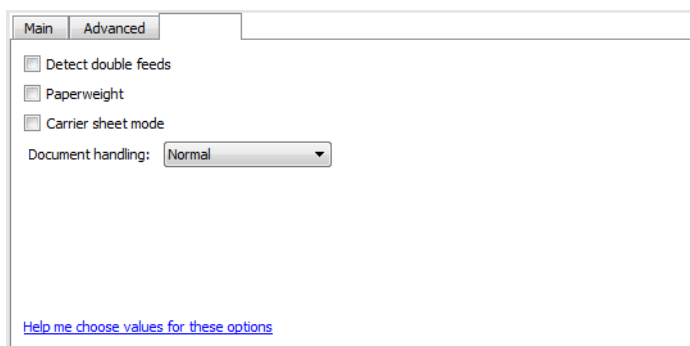 Main Advanced
Detect double feeds
Paperweight
Carrier sheet mode
Document handling: Normal
Help me choose values for these options